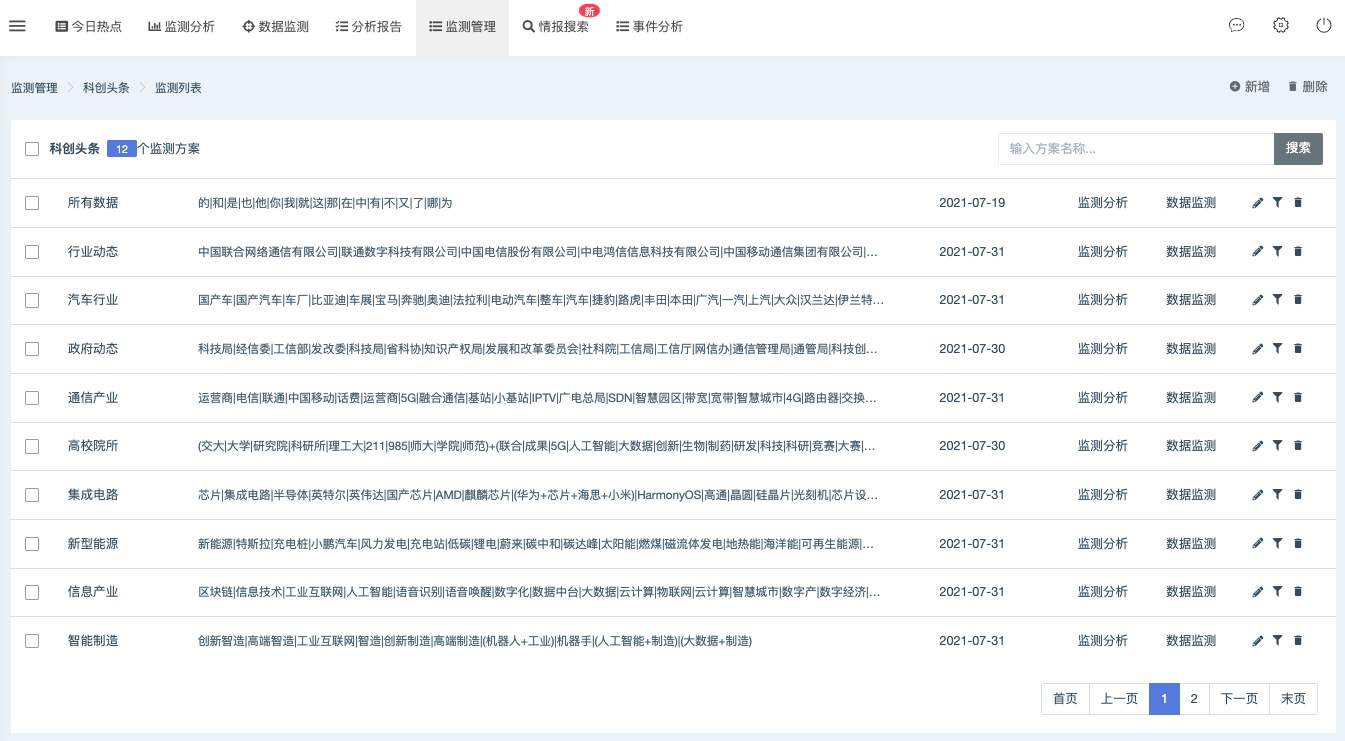 今日热点 监测分析 数据监测 分析报告 监测管理 情报搜索 新 事件分析
监测管理 科创头条 监测列表 新增 删除
科创头条 12 个监测方案 输入方案名称... 搜索
所有数据 的|和|是|也|他|你|我|就|这|那|在|中|有|不|又|了|哪|为 2021-07-19 监测分析 数据监测
行业动态 中国联合网络通信有限公司|联通数字科技有限公司|中国电信股份有限公司|中电鸿信信息科技有限公司|中国移动通信集团有限公司|... 2021-07-31 监测分析 数据监测
汽车行业 国产车|国产汽车|车厂|比亚迪|车展|宝马|奔驰|奥迪|法拉利|电动汽车|整车|汽车|捷豹|路虎|丰田|本田|广汽|一汽|上汽|大众|汉兰达|伊兰特... 2021-07-31 监测分析 数据监测
政府动态 科技局|经信委|工信部|发改委|科技局|省科协|知识产权局|发展和改革委员会|社科院|工信局|工信厅|网信办|通信管理局|通管局|科技创... 2021-07-30 监测分析 数据监测
通信产业 运营商|电信|联通|中国移动|话费|运营商|5G|融合通信|基站|小基站|IPTV|广电总局|SDN|智慧园区|带宽|宽带|智慧城市|4G|路由器|交换... 2021-07-31 监测分析 数据监测
高校院所 (交大|大学|研究院|科研所|理工大|211|985|师大|学院|师范)+(联合|成果|5G|人工智能|大数据|创新|生物|制药|研发|科技|科研|竞赛|大赛|... 2021-07-30 监测分析 数据监测
集成电路 芯片|集成电路|半导体|英特尔|英伟达|国产芯片|AMD|麒麟芯片|(华为+芯片+海思+小米)|HarmonyOS|高通|晶圆|硅晶片|光刻机|芯片设... 2021-07-31 监测分析 数据监测
新型能源 新能源|特斯拉|充电桩|小鹏汽车|风力发电|充电站|低碳|锂电|蔚来|碳中和|碳达峰|太阳能|燃煤|磁流体发电|地热能|海洋能|可再生能源|... 2021-07-31 监测分析 数据监测
信息产业 区块链|信息技术|工业互联网|人工智能|语音识别|语音唤醒|数字化|数据中台|大数据|云计算|物联网|云计算|智慧城市|数字产|数字经济|... 2021-07-31 监测分析 数据监测
智能制造 创新智造|高端智造|工业互联网|智造|创新制造|高端制造|(机器人+工业)|机器手|(人工智能+制造)|(大数据+制造) 2021-07-31 监测分析 数据监测
首页 上一页 1 2 下一页 末页